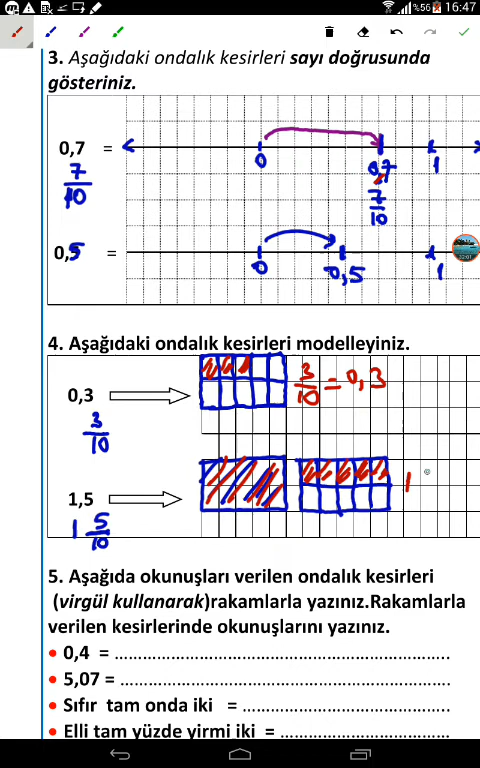 %56 16:47
3. Aşağıdaki ondalık kesirleri sayı doğrusunda
gösteriniz.
0,7 =
7/10
0 0,7 1
7/10
0,5 =
0 0,5 1
4. Aşağıdaki ondalık kesirleri modelleyiniz.
0,3
3/10
3/10 = 0,3
1,5
1 5/10
1
5. Aşağıda okunuşları verilen ondalık kesirleri
(virgül kullanarak)rakamlarla yazınız.Rakamlarla
verilen kesirlerinde okunuşlarını yazınız.
• 0,4 = ........................................................
• 5,07 = ........................................................
• Sıfır tam onda iki = ...................................
• Elli tam yüzde yirmi iki = .............................